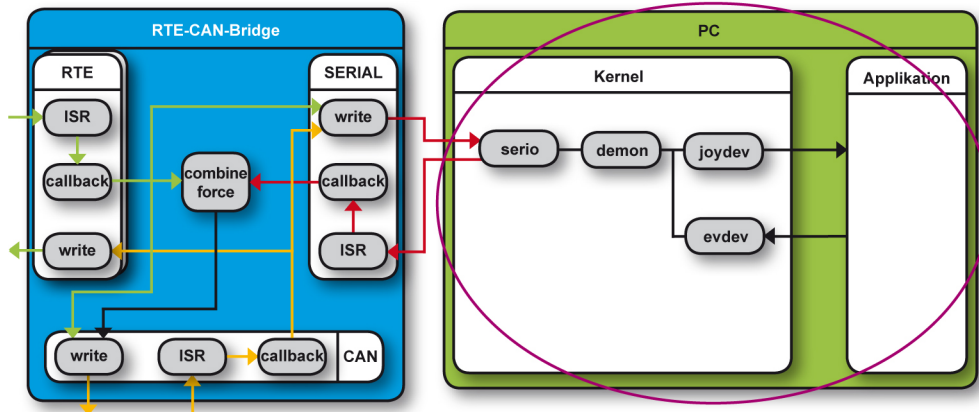 RTE-CAN-Bridge
RTE
ISR
callback
write
combine
force
SERIAL
write
callback
ISR
write
ISR
callback
CAN
PC
Kernel
serio
demon
joydev
evdev
Applikation